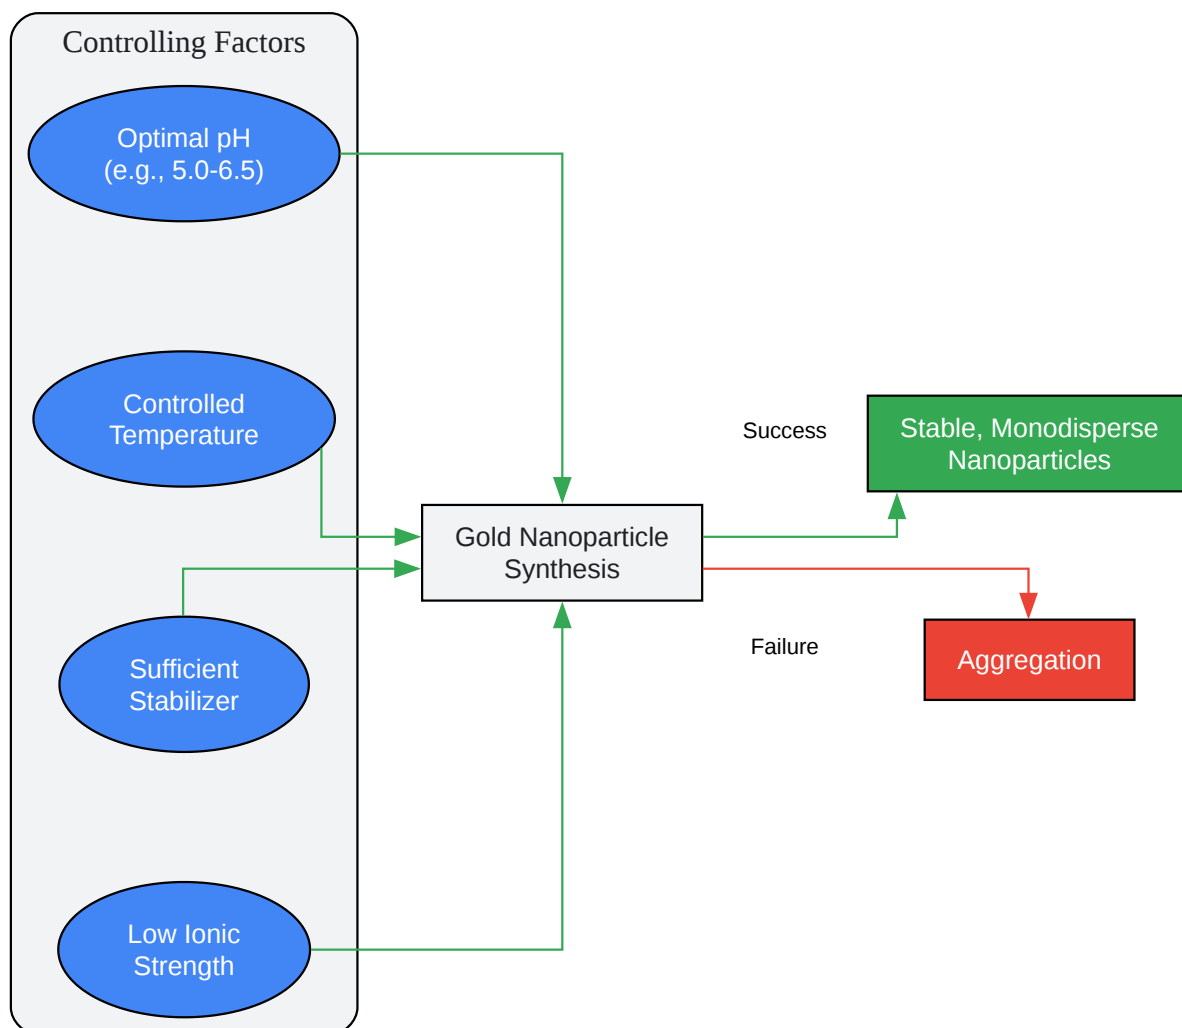 Controlling Factors
Optimal pH
(e.g., 5.0-6.5)
Controlled
Temperature
Success
Stable, Monodisperse
Nanoparticles
Gold Nanoparticle
Synthesis
Failure
Aggregation
Sufficient
Stabilizer
Low Ionic
Strength